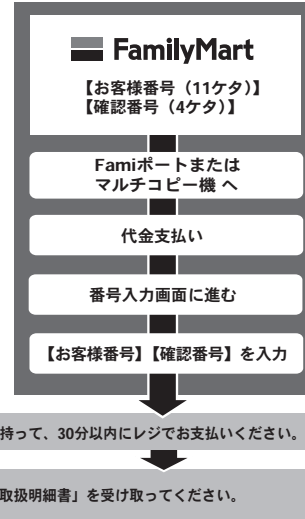 FamilyMart
【お客様番号（11ケタ）】
【確認番号（4ケタ）】
Famiポートまたは
マルチコピー機 へ
代金支払い
番号入力画面に進む
【お客様番号】【確認番号】を入力
持って、30分以内にレジでお支払いください。
取扱明細書」を受け取ってください。